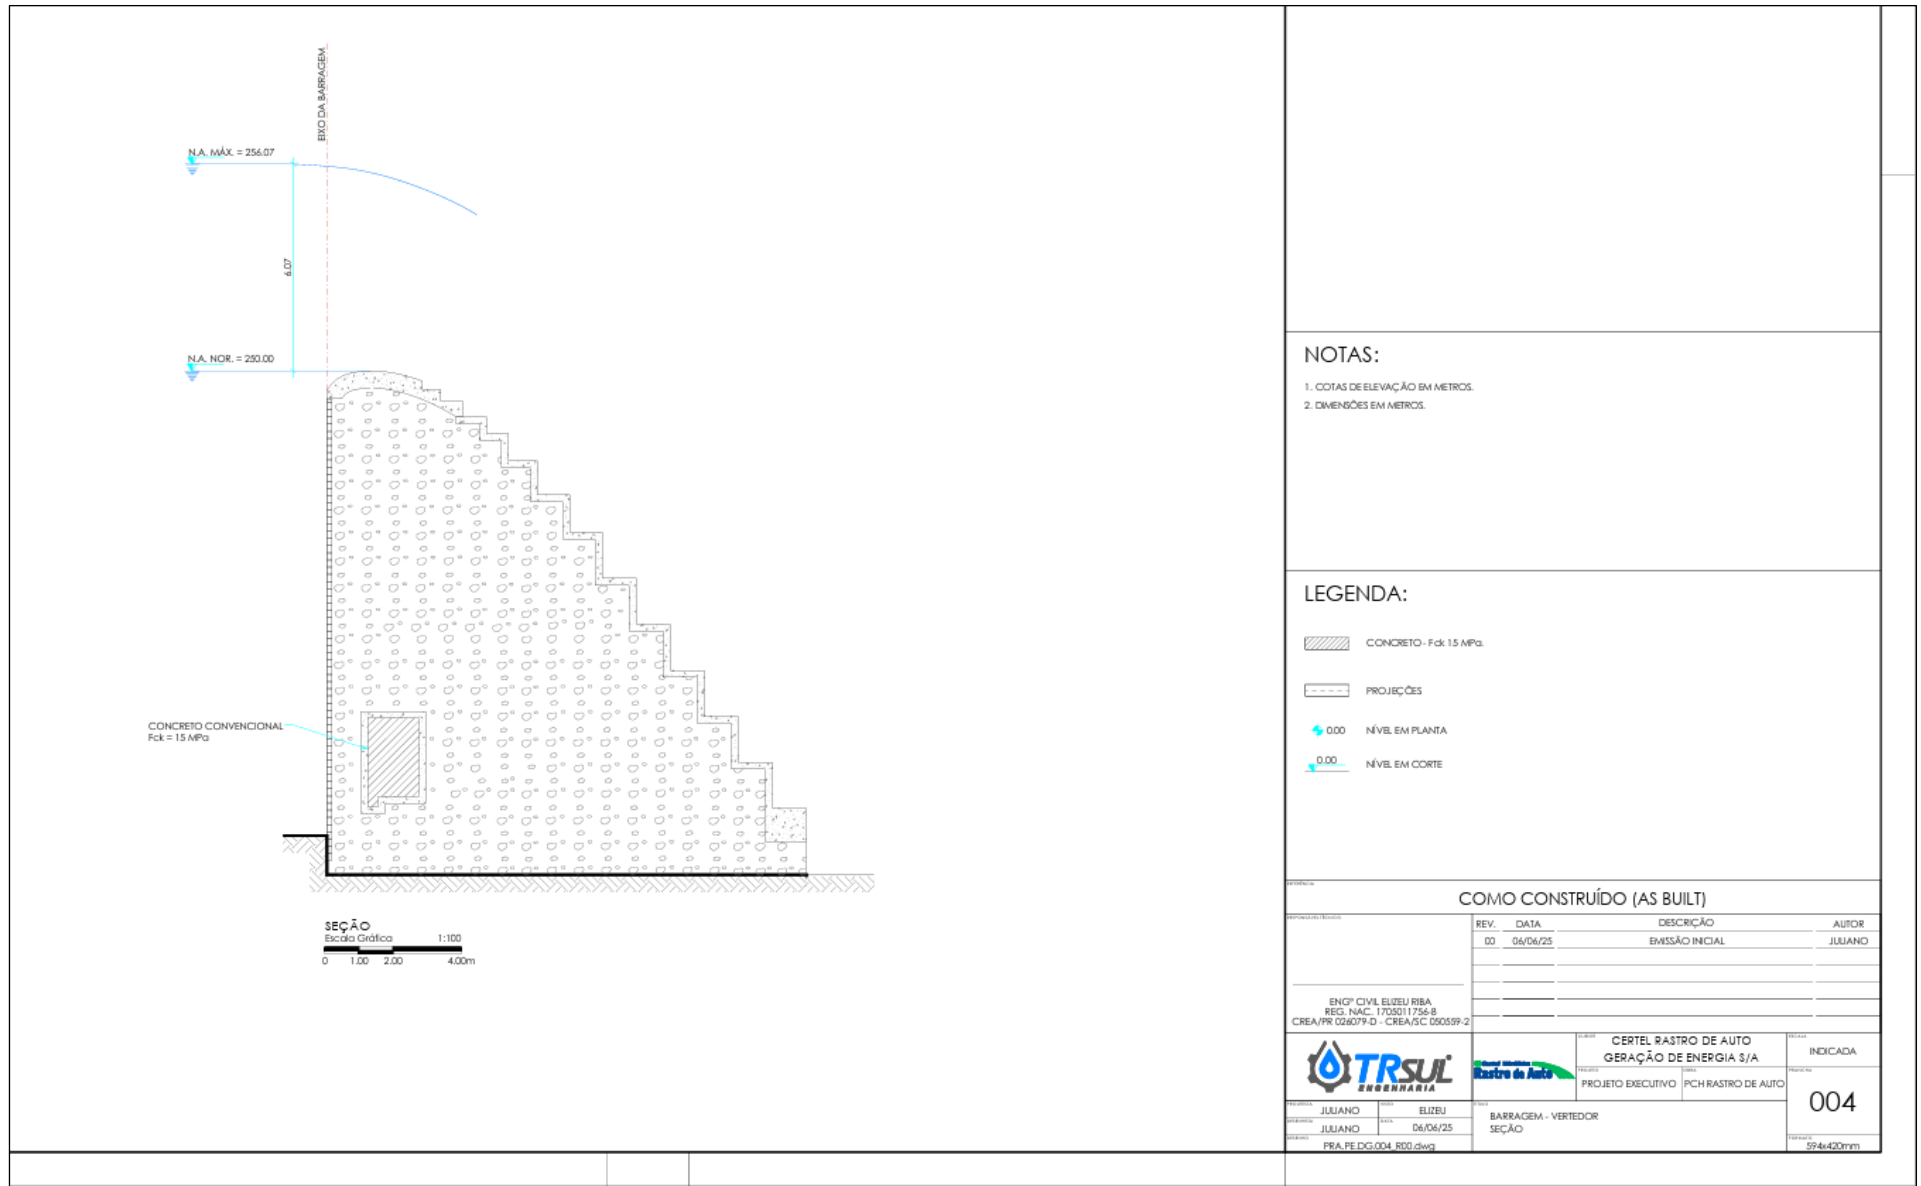 EIXO DA BARRAGEM
N.A. MÁX. = 256.07
6.07
N.A. NOR. = 250.00
CONCRETO CONVENCIONAL
Fck = 15 MPa
SEÇÃO
Escala Gráfica 1:100
0 1.00 2.00 4.00m
NOTAS:
1. COTAS DE ELEVAÇÃO EM METROS.
2. DIMENSÕES EM METROS.
LEGENDA:
CONCRETO - Fck 15 MPa.
PROJEÇÕES
0.00 NÍVEL EM PLANTA
0.00 NÍVEL EM CORTE
COMO CONSTRUÍDO (AS BUILT)
REV. DATA DESCRIÇÃO AUTOR
00 06/06/25 EMISSÃO INICIAL JULIANO
ENGº CIVIL ELIZEU RIBA
REG. NAC. 1705011756-8
CREA/PR 026079-D - CREA/SC 050559-2
TRSUL
ENGENHARIA
Rastro de Auto
CERTEL RASTRO DE AUTO
GERAÇÃO DE ENERGIA S/A
INDICADA
PROJETO EXECUTIVO
PCH RASTRO DE AUTO
004
JULIANO
ELIZEU
JULIANO
06/06/25
BARRAGEM - VERTEDOR
SEÇÃO
PRA.PE.DG.004_R00.dwg
594x420mm